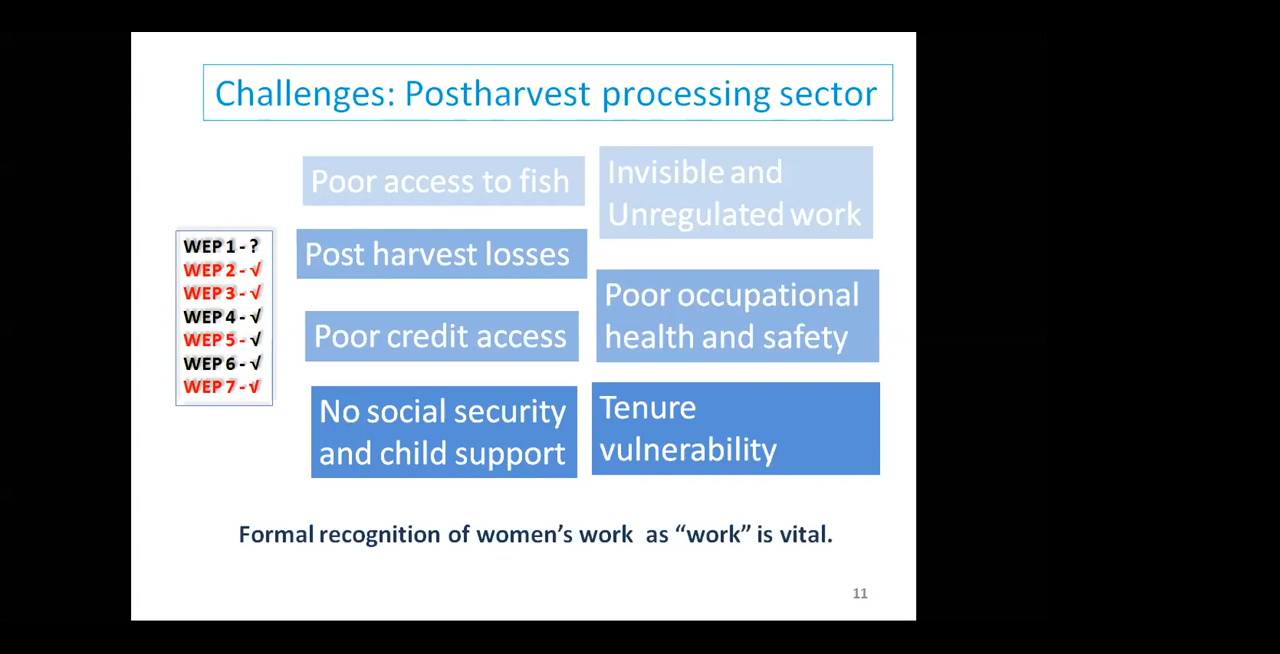 Challenges: Postharvest processing sector
Poor access to fish
Invisible and
Unregulated work
WEP 1 - ?
WEP 2 - √
WEP 3 - √
WEP 4 - √
WEP 5 - √
WEP 6 - √
WEP 7 - √
Post harvest losses
Poor occupational
health and safety
Poor credit access
No social security
and child support
Tenure
vulnerability
Formal recognition of women’s work as “work” is vital.
11